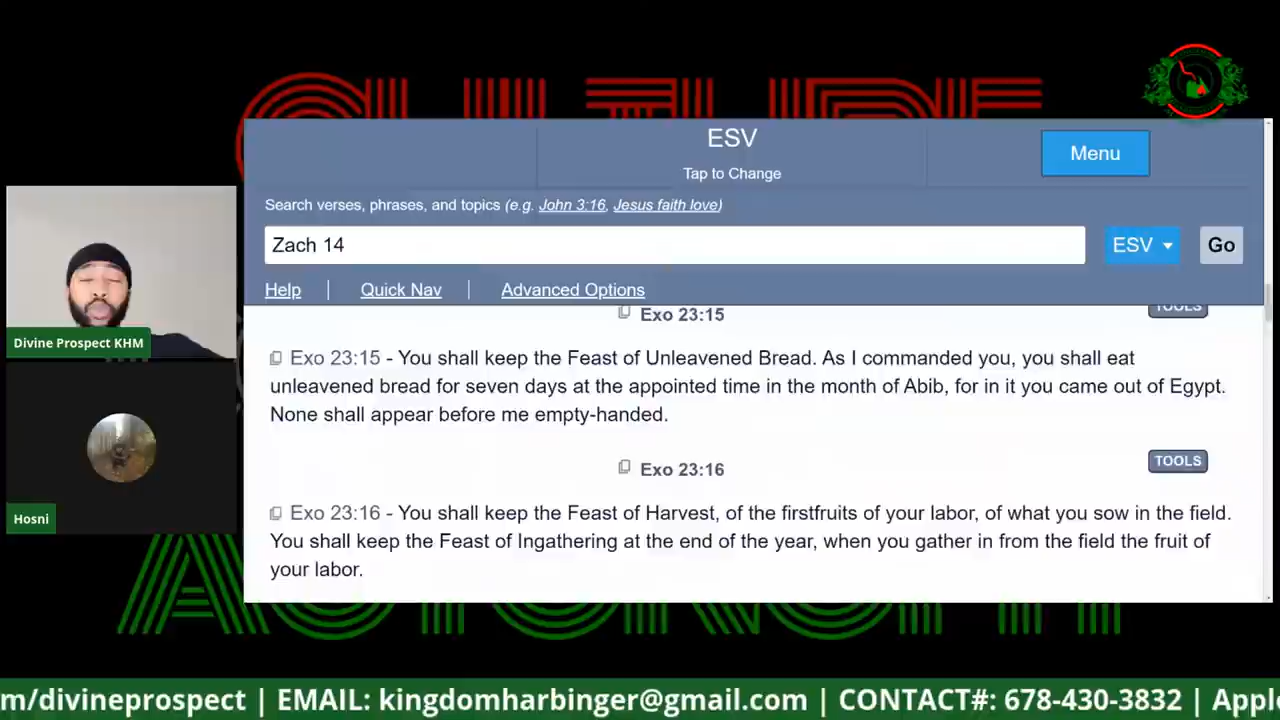 ESV
Tap to Change
Menu
Search verses, phrases, and topics (e.g. John 3:16, Jesus faith love)
Zach 14
ESV
Go
Help | Quick Nav | Advanced Options
Exo 23:15
TOOLS
Exo 23:15 - You shall keep the Feast of Unleavened Bread. As I commanded you, you shall eat
unleavened bread for seven days at the appointed time in the month of Abib, for in it you came out of Egypt.
None shall appear before me empty-handed.
Exo 23:16
TOOLS
Exo 23:16 - You shall keep the Feast of Harvest, of the firstfruits of your labor, of what you sow in the field.
You shall keep the Feast of Ingathering at the end of the year, when you gather in from the field the fruit of
your labor.
Divine Prospect KHM
Hosni
m/divineprospect | EMAIL: kingdomharbinger@gmail.com | CONTACT#: 678-430-3832 | Appl